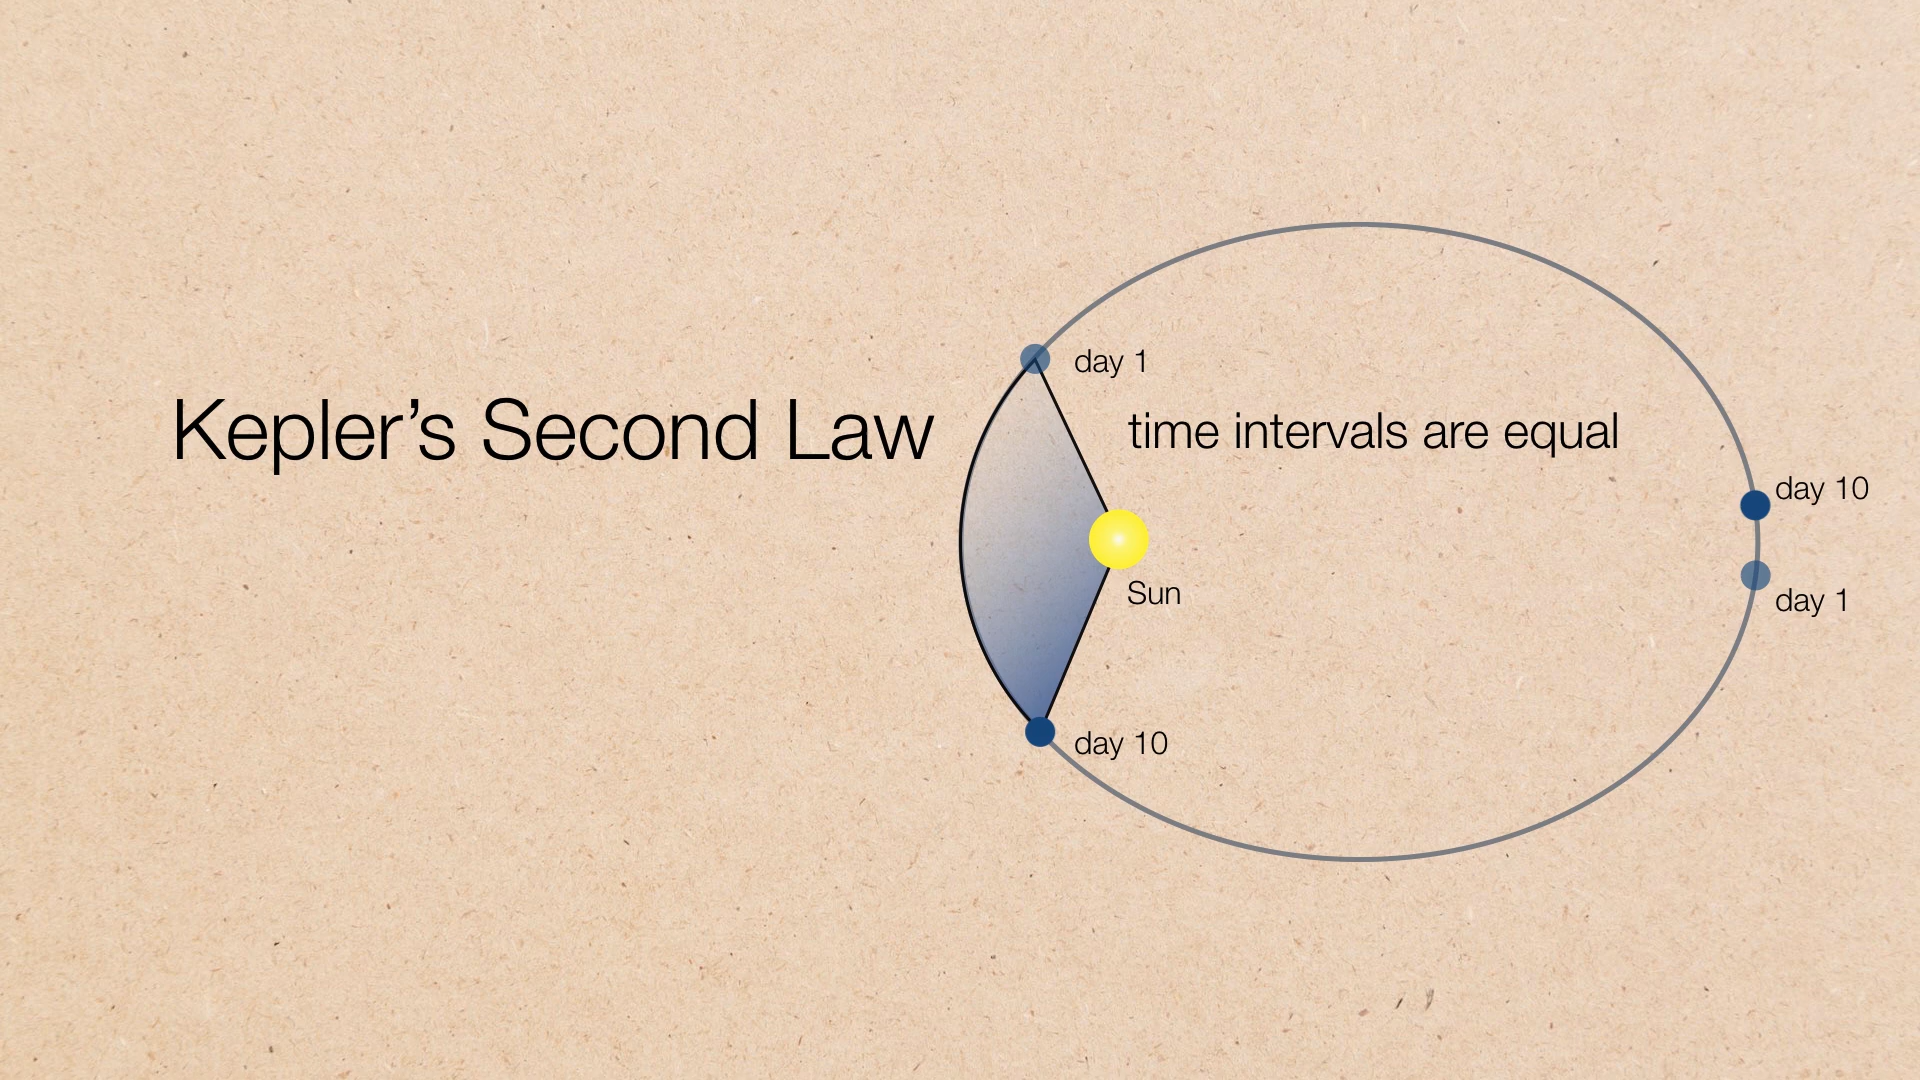 Kepler’s Second Law
day 1
time intervals are equal
day 10
Sun
day 1
day 10